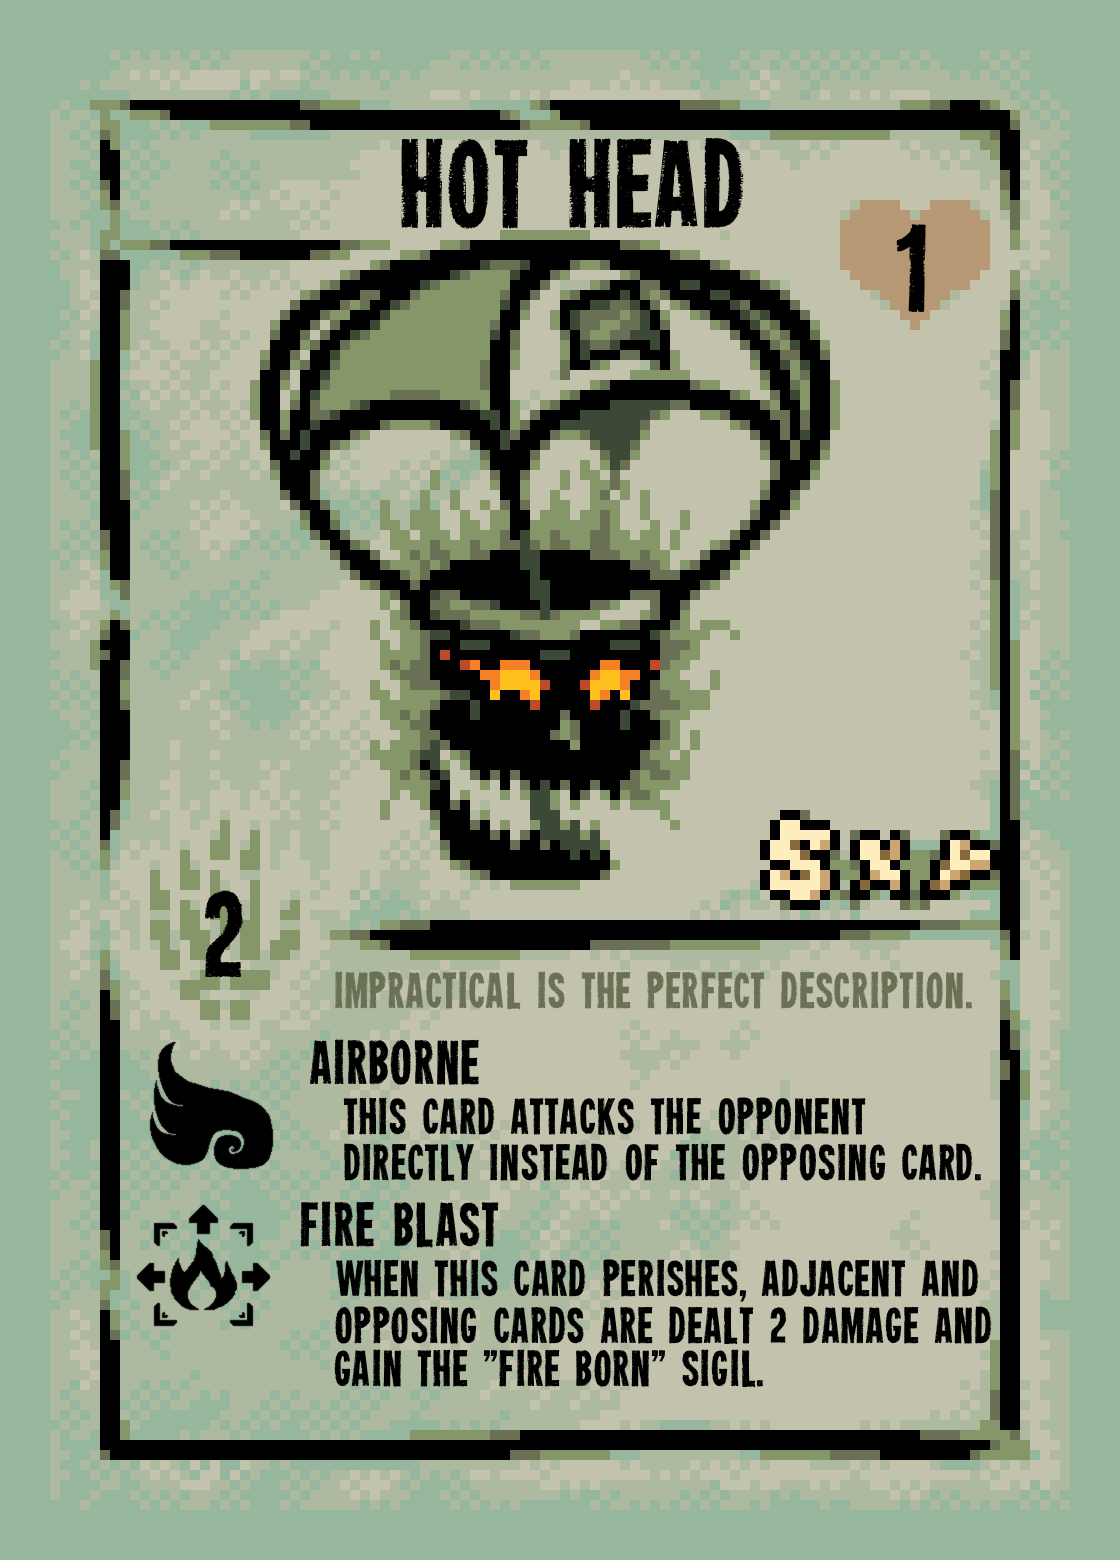 HOT HEAD
1
5X
2
IMPRACTICAL IS THE PERFECT DESCRIPTION.
AIRBORNE
THIS CARD ATTACKS THE OPPONENT
DIRECTLY INSTEAD OF THE OPPOSING CARD.
FIRE BLAST
WHEN THIS CARD PERISHES, ADJACENT AND
OPPOSING CARDS ARE DEALT 2 DAMAGE AND
GAIN THE "FIRE BORN" SIGIL.